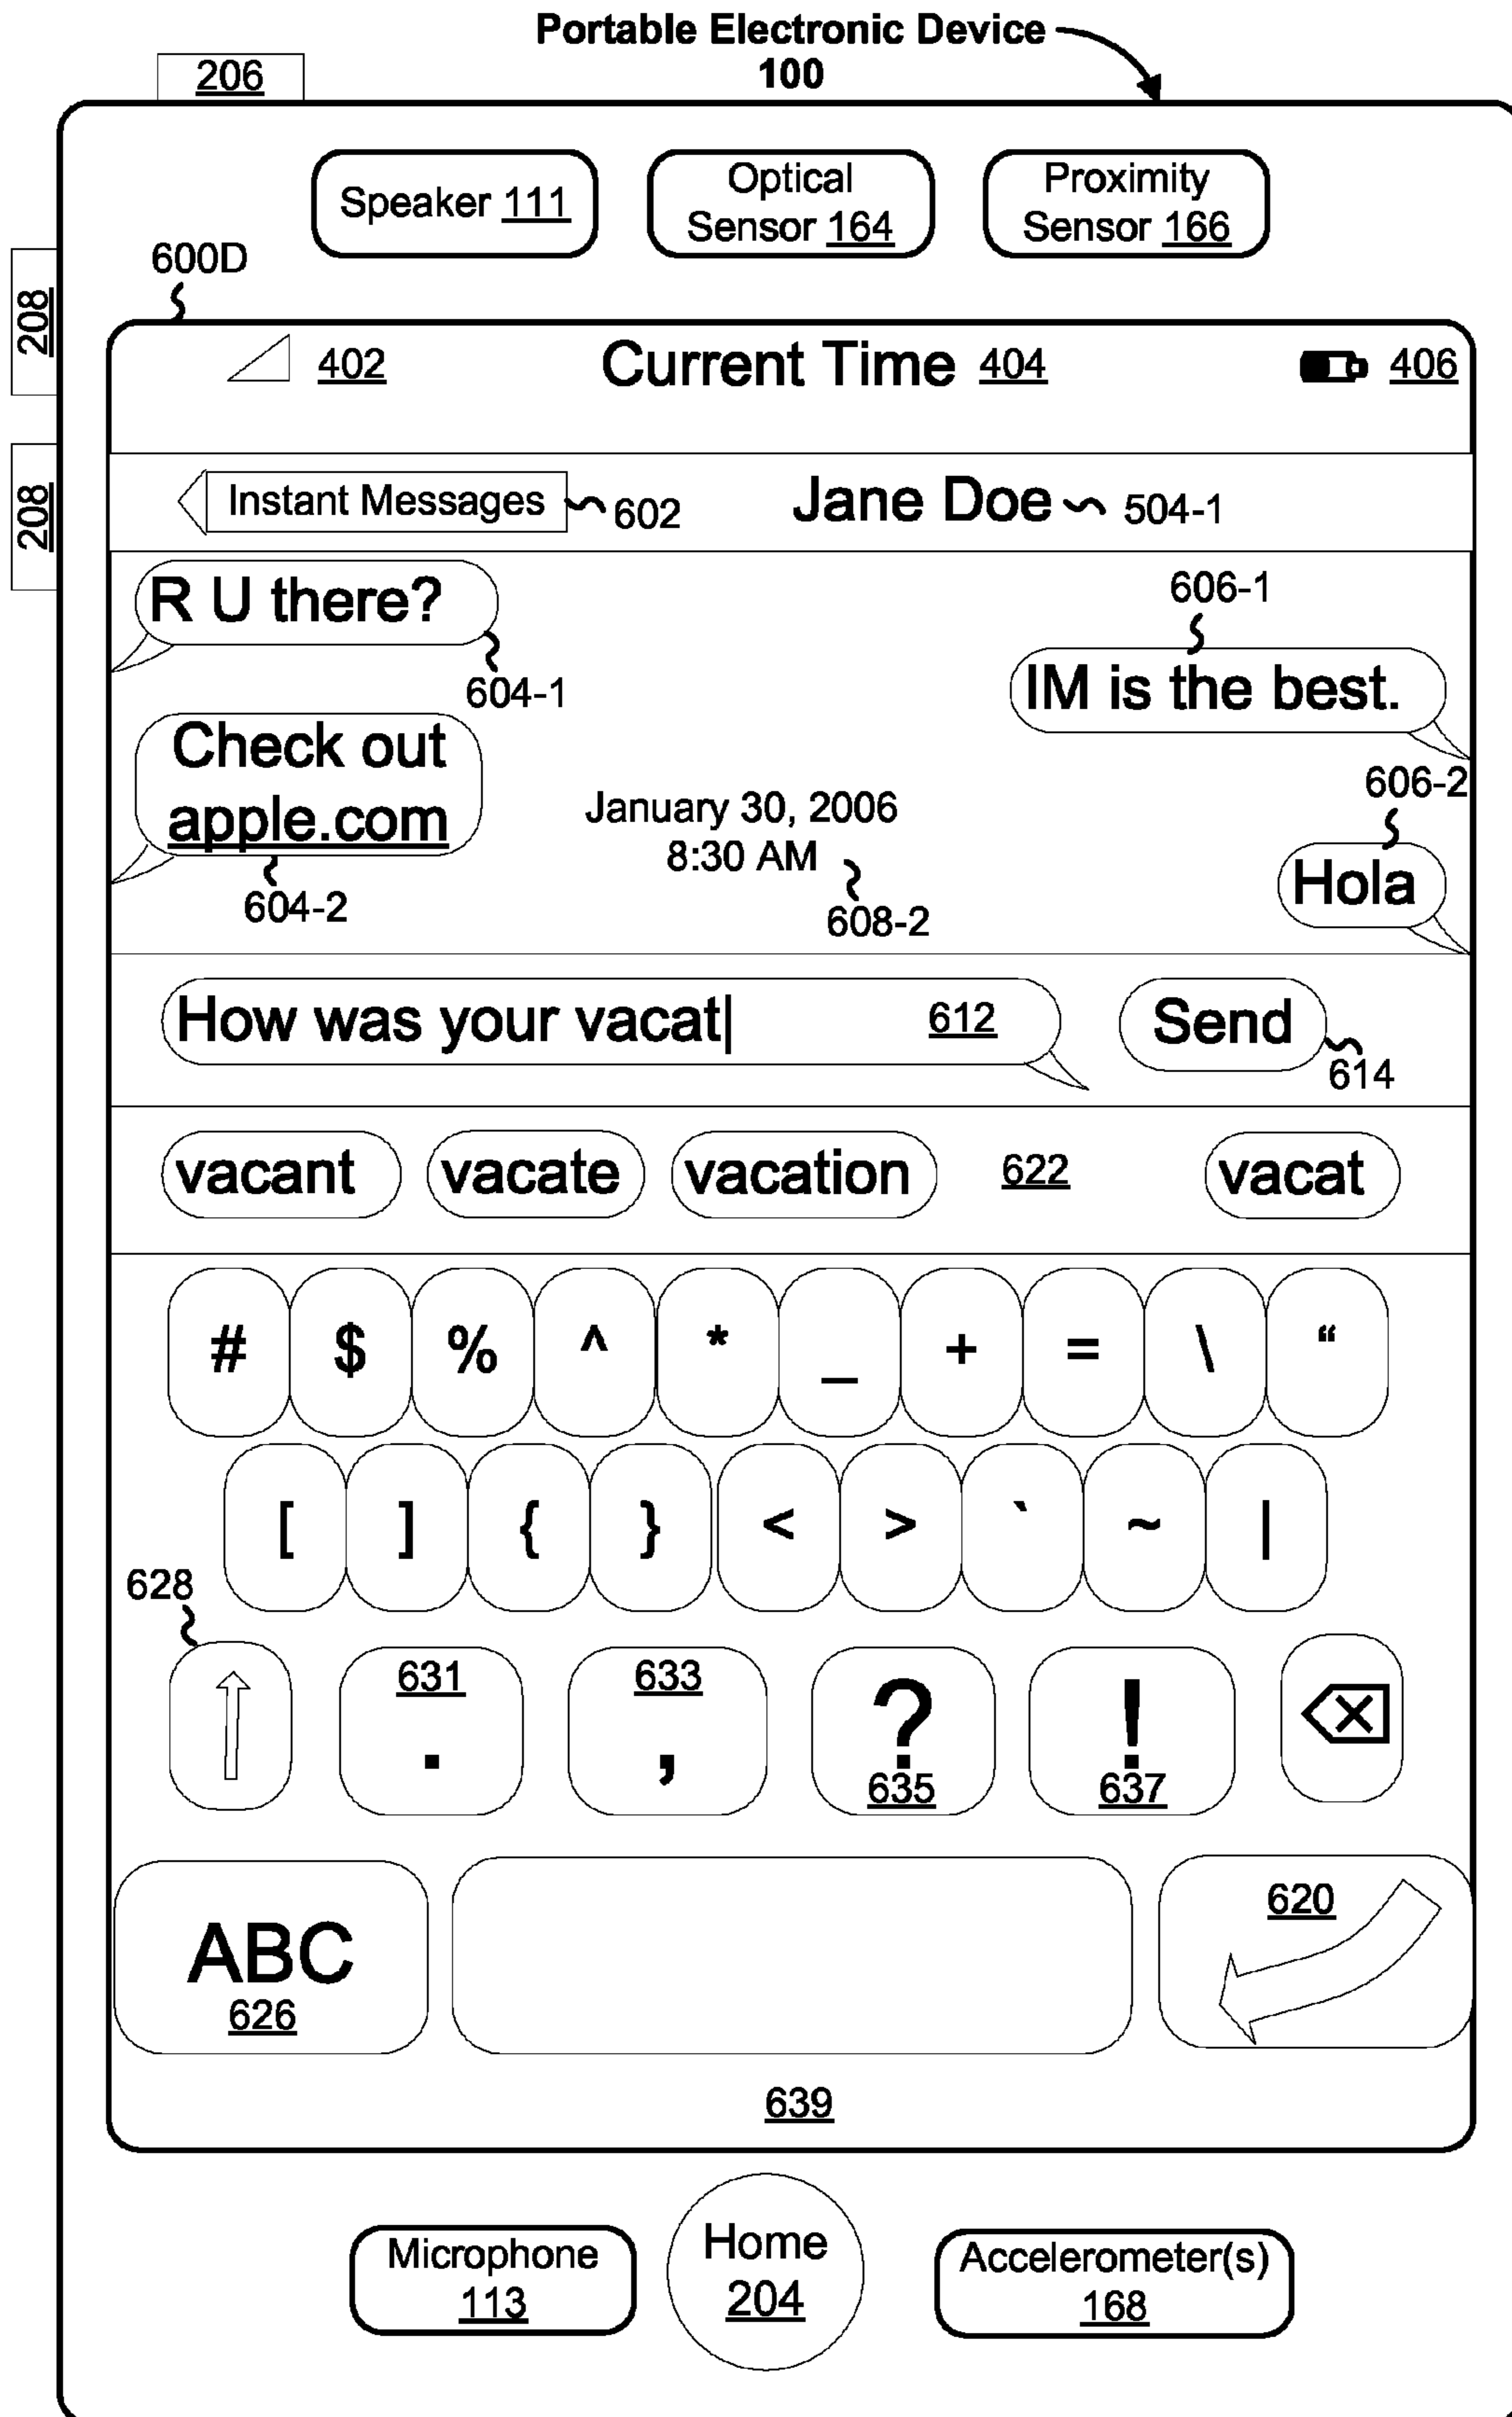 Portable Electronic Device
100
206
Speaker 111
Optical
Sensor 164
Proximity
Sensor 166
600D
208
208
402
Current Time 404
406
Instant Messages
602
Jane Doe
504-1
R U there?
604-1
606-1
IM is the best.
Check out
apple.com
604-2
January 30, 2006
8:30 AM
608-2
606-2
Hola
How was your vacat|
612
Send
614
vacant
vacate
vacation
622
vacat
# $ % ^ * _ + = \ “
[ ] { } < > ` ~ |
628
631
.
633
,
?
635
!
637
ABC
626
620
639
Microphone
113
Home
204
Accelerometer(s)
168